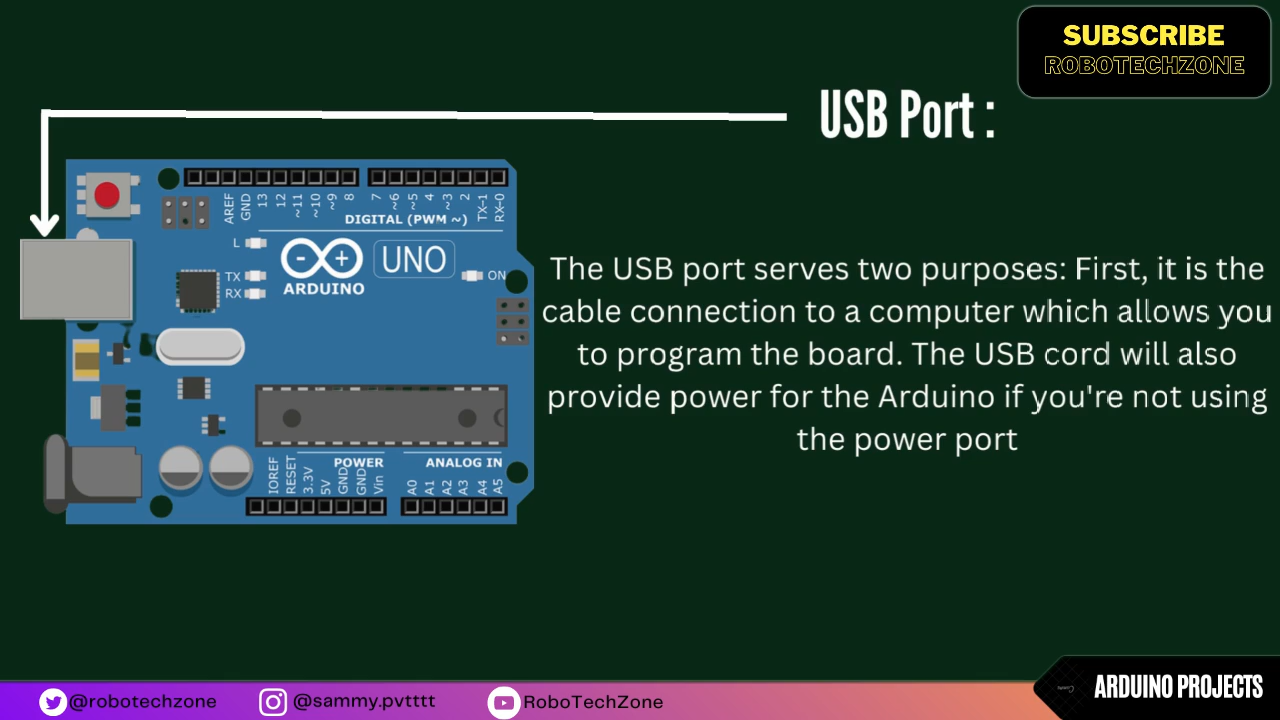 SUBSCRIBE
ROBOTECHZONE
USB Port :
AREF
GND
13
12
~11
~10
~9
8
7
~6
~5
4
~3
2
TX-1
RX-0
DIGITAL (PWM ~)
L
TX
RX
- +
UNO
ARDUINO
ON
The USB port serves two purposes: First, it is the
cable connection to a computer which allows you
to program the board. The USB cord will also
provide power for the Arduino if you're not using
the power port
POWER
ANALOG IN
IOREF
RESET
3.3V
5V
GND
GND
Vin
A0
A1
A2
A3
A4
A5
@robotechzone
@sammy.pvtttt
RoboTechZone
ARDUINO PROJECTS